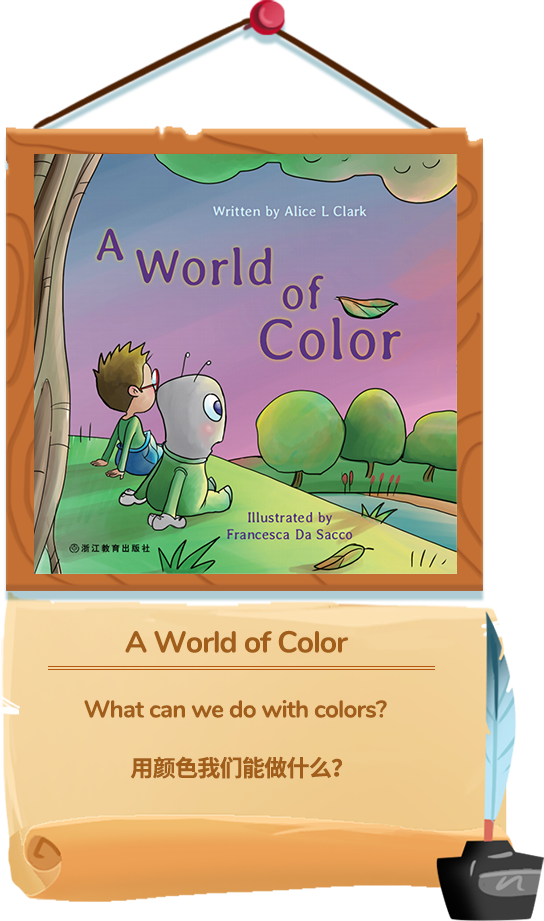 Written by Alice L Clark
A World
of
Color
Illustrated by
Francesca Da Sacco
浙江教育出版社
A World of Color
What can we do with colors?
用颜色我们能做什么？